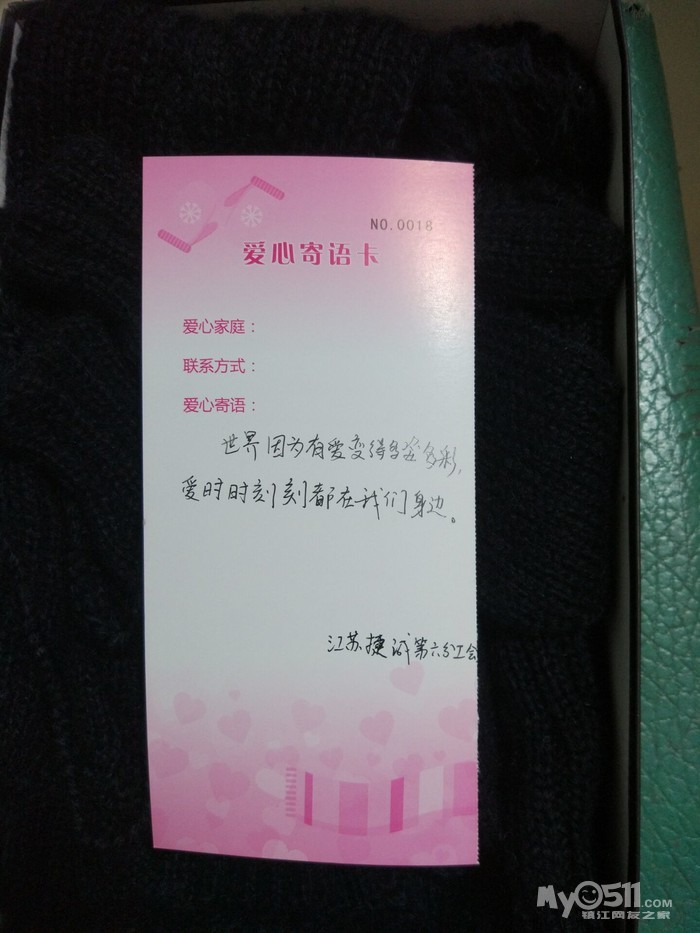 NO.0018
爱心寄语卡
爱心家庭：
联系方式：
爱心寄语：
世界因为有爱变得多姿多彩，
爱时时刻刻都在我们身边。
江苏捷诚第六分工会
My0511.COM
镇江网友之家